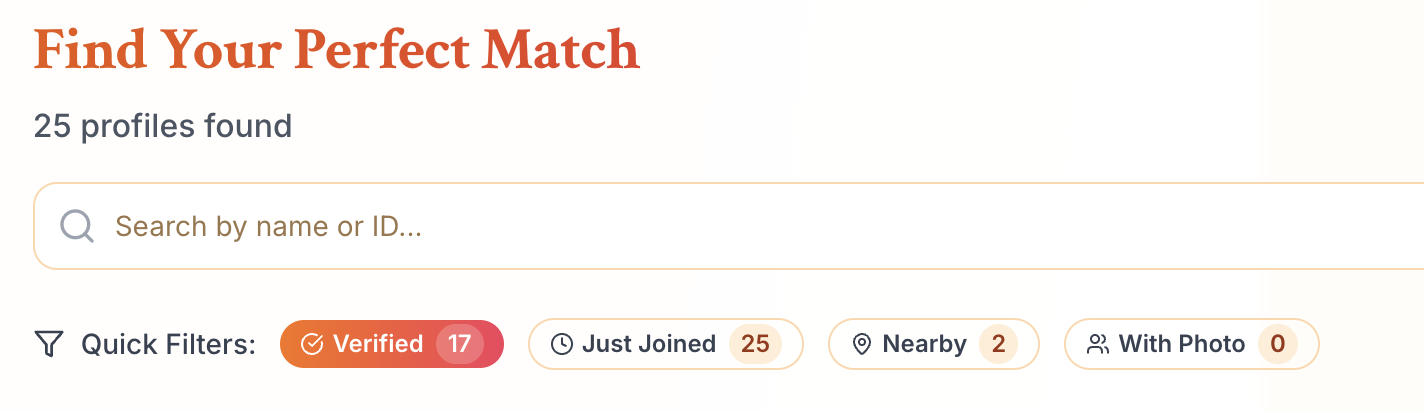 Find Your Perfect Match
25 profiles found
Search by name or ID...
Quick Filters: Verified 17 Just Joined 25 Nearby 2 With Photo 0